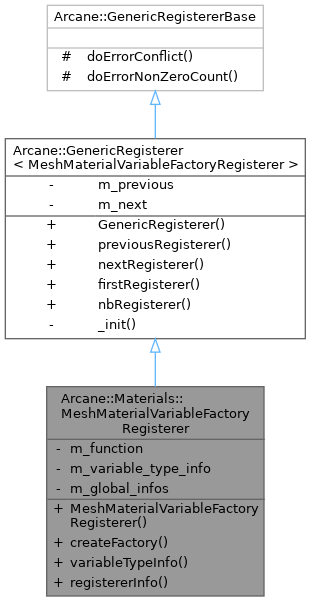 Arcane::GenericRegistererBase
# doErrorConflict()
# doErrorNonZeroCount()
Arcane::GenericRegisterer
< MeshMaterialVariableFactoryRegisterer >
- m_previous
- m_next
+ GenericRegisterer()
+ previousRegisterer()
+ nextRegisterer()
+ firstRegisterer()
+ nbRegisterer()
- _init()
Arcane::Materials::
MeshMaterialVariableFactory
Registerer
- m_function
- m_variable_type_info
- m_global_infos
+ MeshMaterialVariableFactory
Registerer()
+ createFactory()
+ variableTypeInfo()
+ registererInfo()